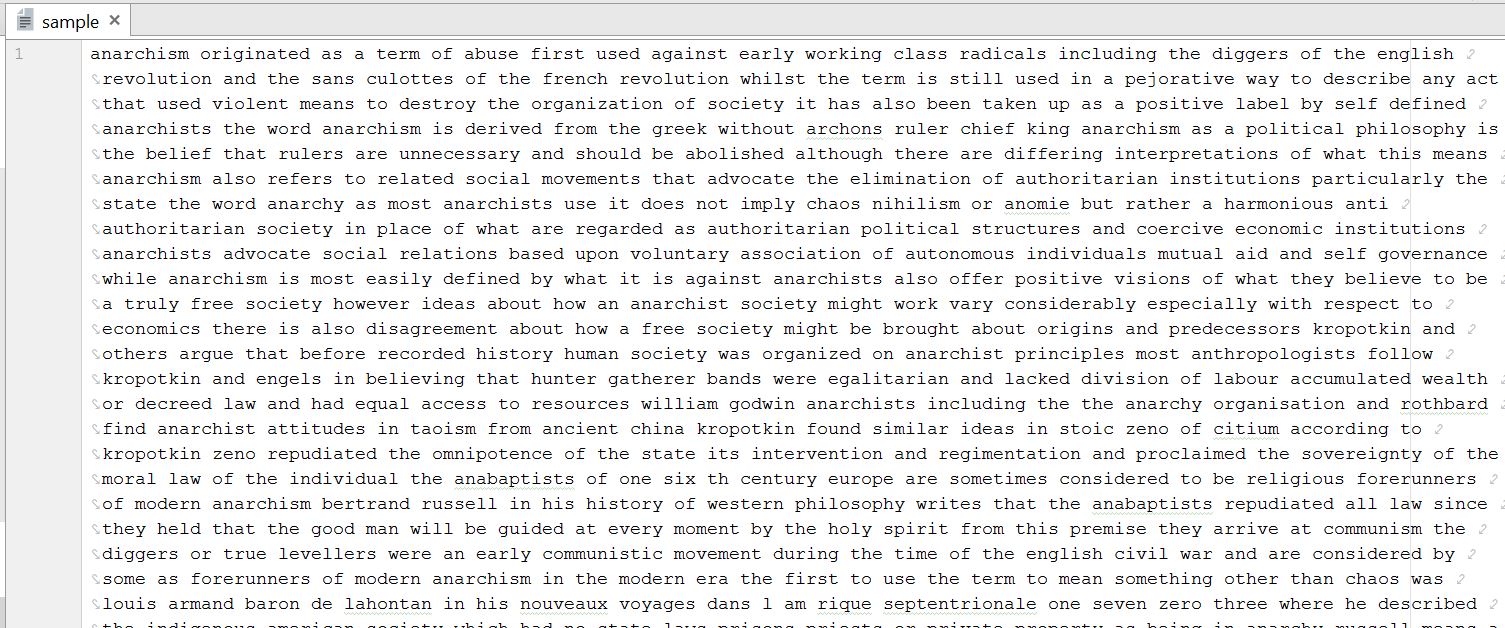 sample
1
anarchism originated as a term of abuse first used against early working class radicals including the diggers of the english
revolution and the sans culottes of the french revolution whilst the term is still used in a pejorative way to describe any act
that used violent means to destroy the organization of society it has also been taken up as a positive label by self defined
anarchists the word anarchism is derived from the greek without archons ruler chief king anarchism as a political philosophy is
the belief that rulers are unnecessary and should be abolished although there are differing interpretations of what this means
anarchism also refers to related social movements that advocate the elimination of authoritarian institutions particularly the
state the word anarchy as most anarchists use it does not imply chaos nihilism or anomie but rather a harmonious anti
authoritarian society in place of what are regarded as authoritarian political structures and coercive economic institutions
anarchists advocate social relations based upon voluntary association of autonomous individuals mutual aid and self governance
while anarchism is most easily defined by what it is against anarchists also offer positive visions of what they believe to be
a truly free society however ideas about how an anarchist society might work vary considerably especially with respect to
economics there is also disagreement about how a free society might be brought about origins and predecessors kropotkin and
others argue that before recorded history human society was organized on anarchist principles most anthropologists follow
kropotkin and engels in believing that hunter gatherer bands were egalitarian and lacked division of labour accumulated wealth
or decreed law and had equal access to resources william godwin anarchists including the the anarchy organisation and rothbard
find anarchist attitudes in taoism from ancient china kropotkin found similar ideas in stoic zeno of citium according to
kropotkin zeno repudiated the omnipotence of the state its intervention and regimentation and proclaimed the sovereignty of the
moral law of the individual the anabaptists of one six th century europe are sometimes considered to be religious forerunners
of modern anarchism bertrand russell in his history of western philosophy writes that the anabaptists repudiated all law since
they held that the good man will be guided at every moment by the holy spirit from this premise they arrive at communism the
diggers or true levellers were an early communistic movement during the time of the english civil war and are considered by
some as forerunners of modern anarchism in the modern era the first to use the term to mean something other than chaos was
louis armand baron de lahontan in his nouveaux voyages dans l am rique septentrionale one seven zero three where he described
the indigenous american society which had no state laws prisons priests or private property as being in anarchy russell means a